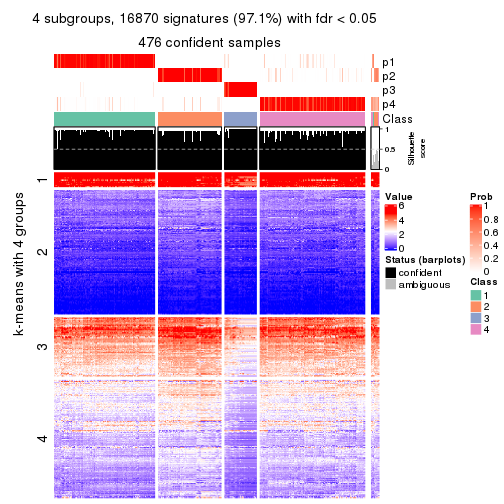 4 subgroups, 16870 signatures (97.1%) with fdr < 0.05
476 confident samples
p1
p2
p3
p4
Class
1
0.5
0
Silhouette
score
k-means with 4 groups
1
2
3
4
Value
6
4
2
0
Status (barplots)
confident
ambiguous
Prob
1
0.8
0.6
0.4
0.2
0
Class
1
2
3
4